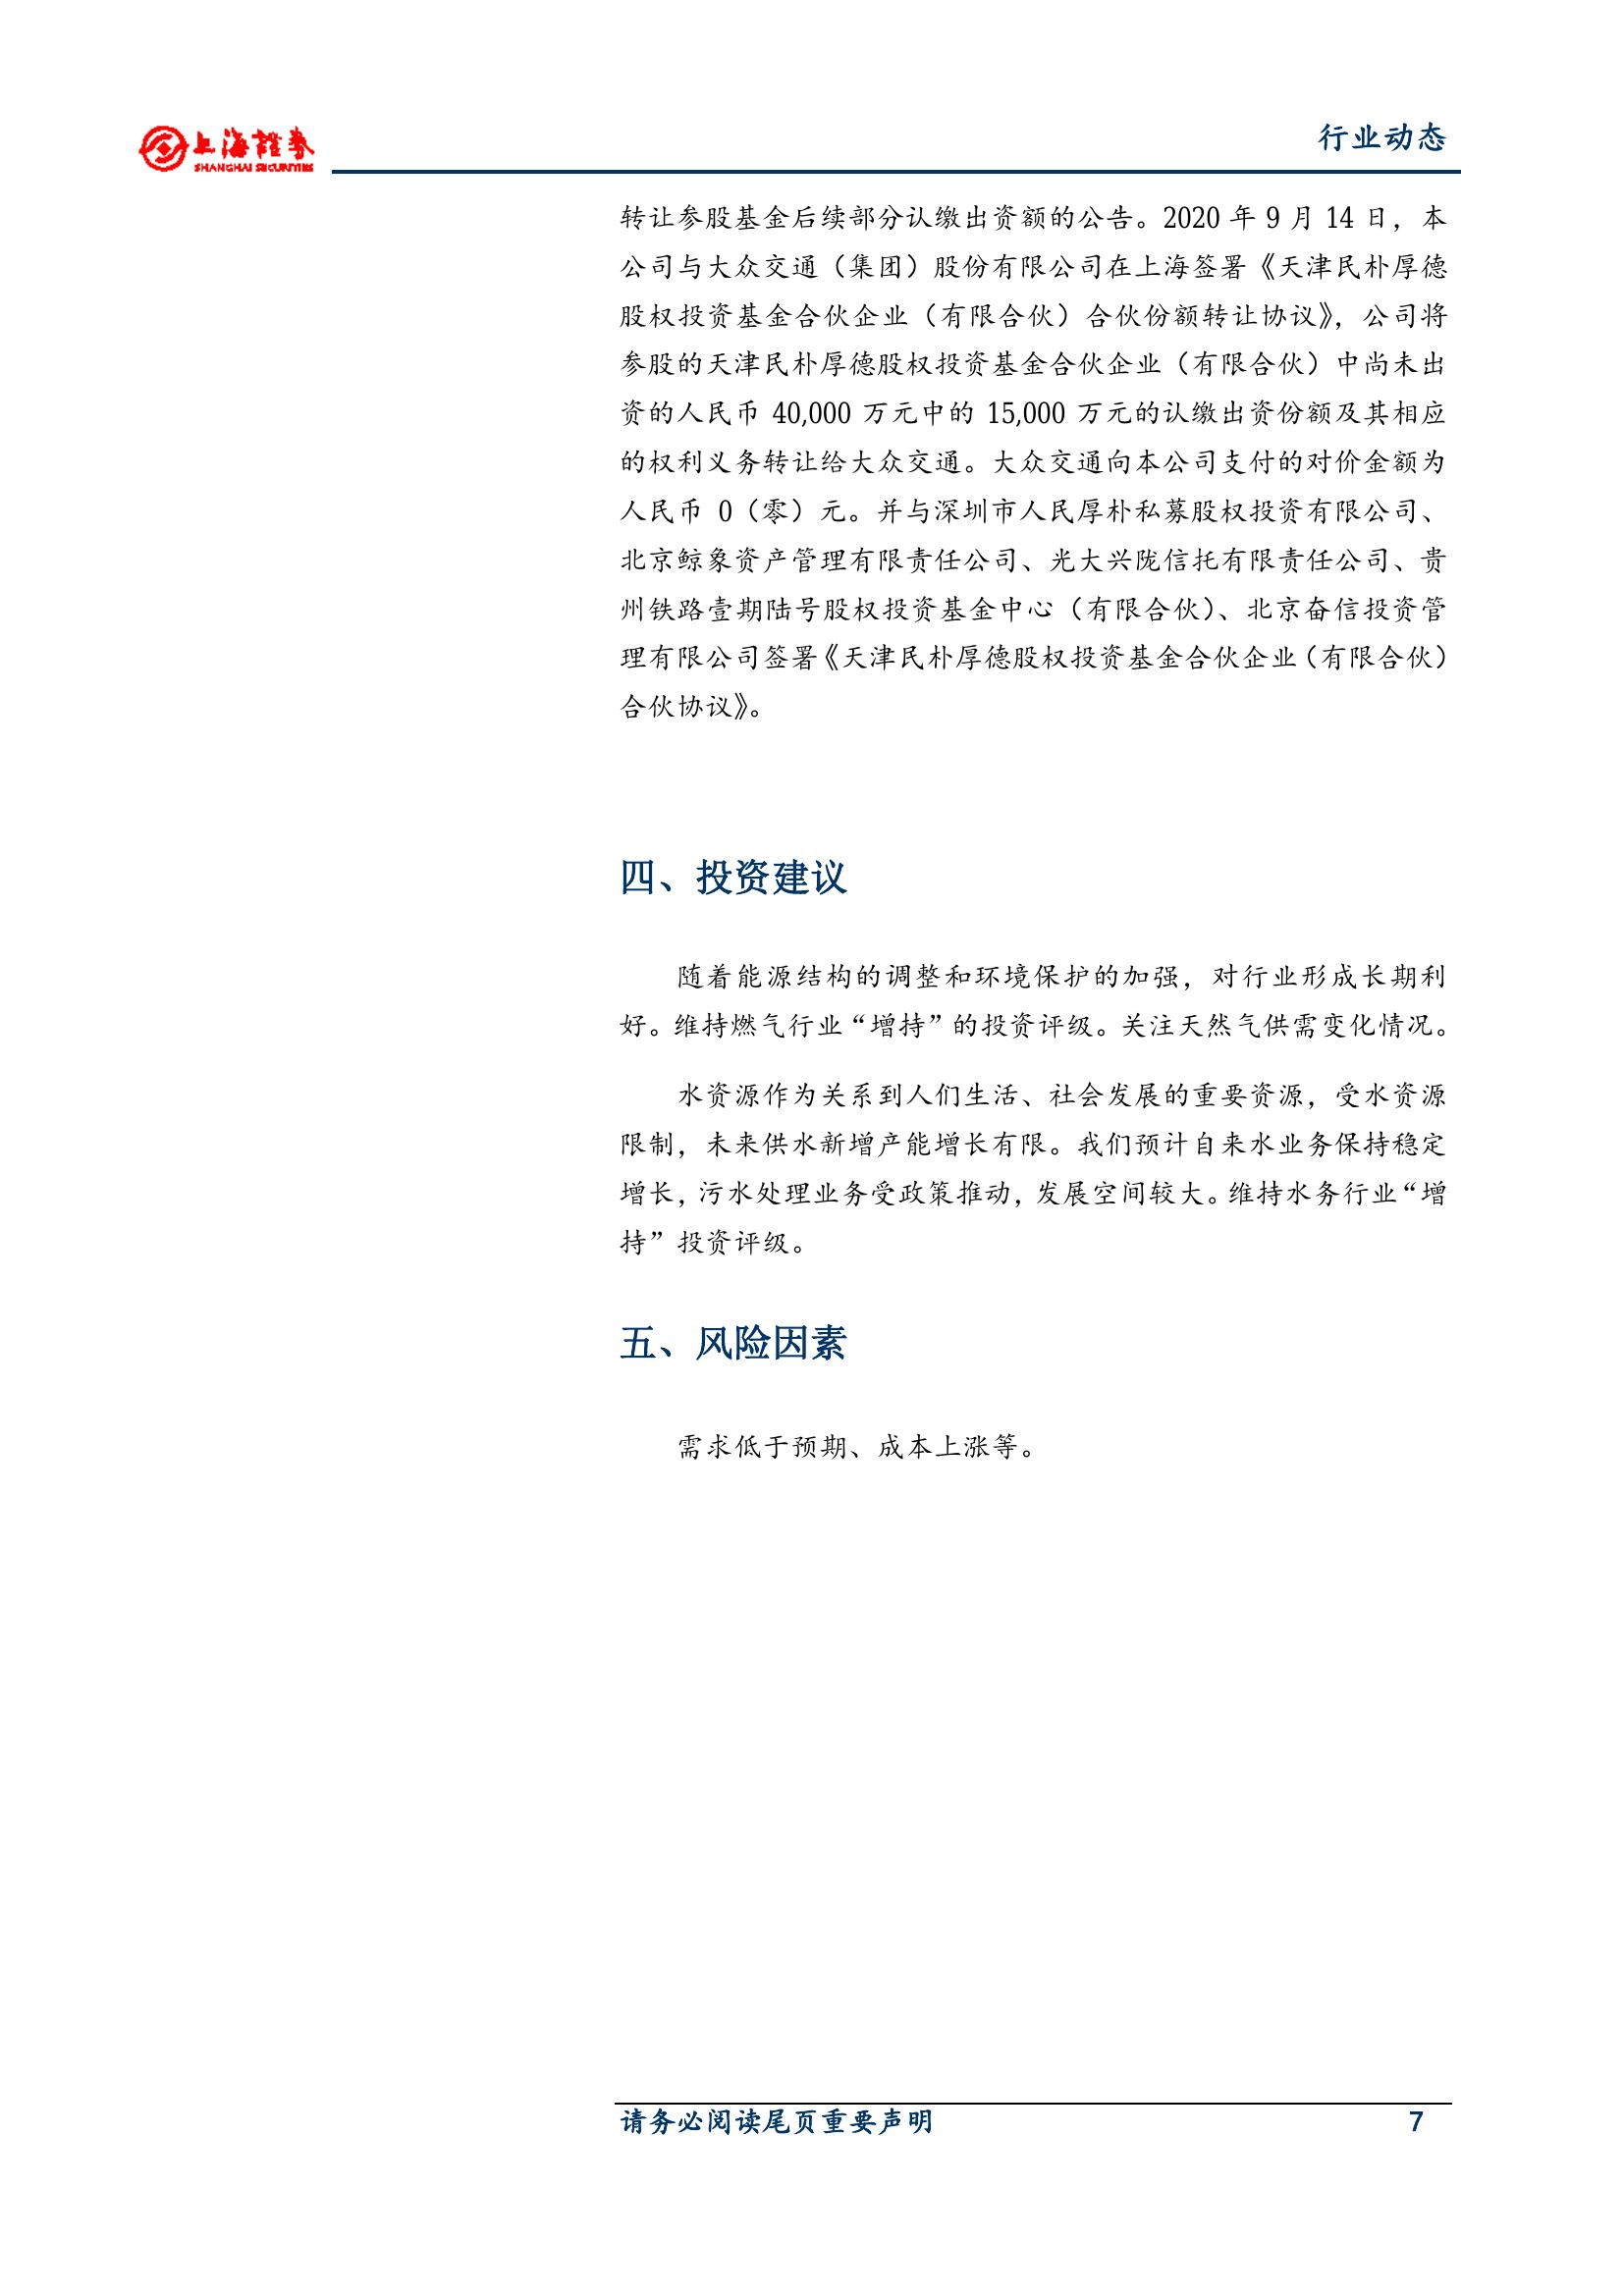 上海證券
SHANGHAI SECURITIES
行业动态
转让参股基金后续部分认缴出资额的公告。2020 年 9 月 14 日，本
公司与大众交通（集团）股份有限公司在上海签署《天津民朴厚德
股权投资基金合伙企业（有限合伙）合伙份额转让协议》，公司将
参股的天津民朴厚德股权投资基金合伙企业（有限合伙）中尚未出
资的人民币 40,000 万元中的 15,000 万元的认缴出资份额及其相应
的权利义务转让给大众交通。大众交通向本公司支付的对价金额为
人民币 0（零）元。并与深圳市人民厚朴私募股权投资有限公司、
北京鲸象资产管理有限责任公司、光大兴陇信托有限责任公司、贵
州铁路壹期陆号股权投资基金中心（有限合伙）、北京奋信投资管
理有限公司签署《天津民朴厚德股权投资基金合伙企业（有限合伙）
合伙协议》。
四、投资建议
随着能源结构的调整和环境保护的加强，对行业形成长期利
好。维持燃气行业“增持”的投资评级。关注天然气供需变化情况。
水资源作为关系到人们生活、社会发展的重要资源，受水资源
限制，未来供水新增产能增长有限。我们预计自来水业务保持稳定
增长，污水处理业务受政策推动，发展空间较大。维持水务行业“增
持”投资评级。
五、风险因素
需求低于预期、成本上涨等。
请务必阅读尾页重要声明 7